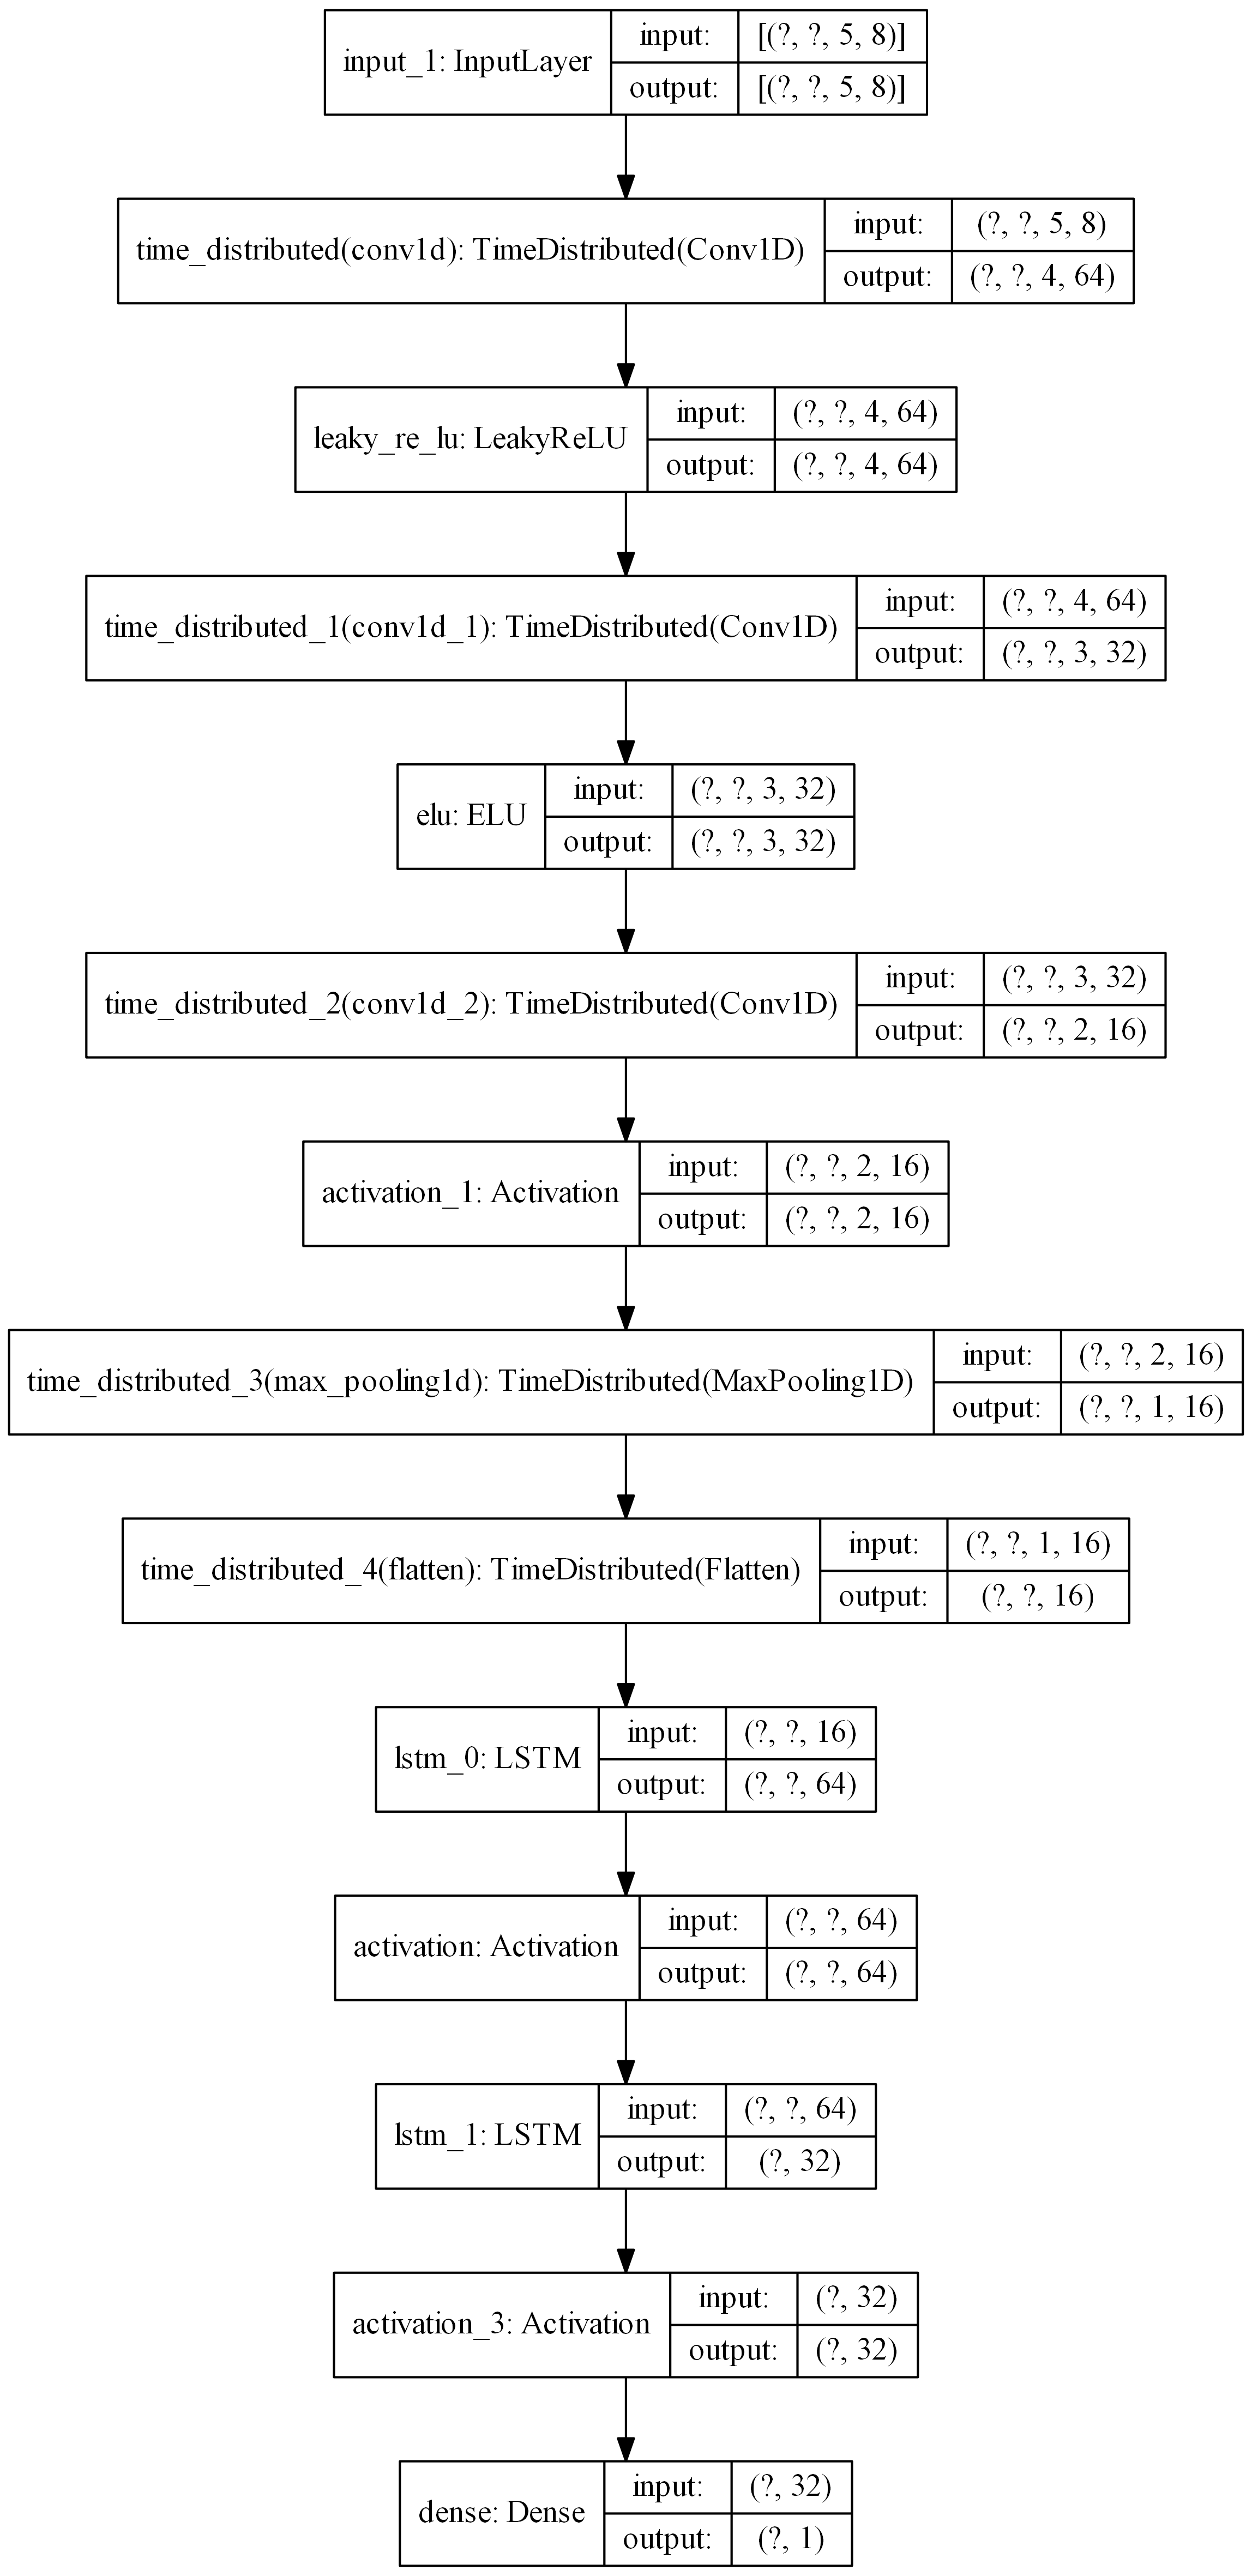 input_1: InputLayer
input: [(?, ?, 5, 8)]
output: [(?, ?, 5, 8)]
time_distributed(conv1d): TimeDistributed(Conv1D)
input: (?, ?, 5, 8)
output: (?, ?, 4, 64)
leaky_re_lu: LeakyReLU
input: (?, ?, 4, 64)
output: (?, ?, 4, 64)
time_distributed_1(conv1d_1): TimeDistributed(Conv1D)
input: (?, ?, 4, 64)
output: (?, ?, 3, 32)
elu: ELU
input: (?, ?, 3, 32)
output: (?, ?, 3, 32)
time_distributed_2(conv1d_2): TimeDistributed(Conv1D)
input: (?, ?, 3, 32)
output: (?, ?, 2, 16)
activation_1: Activation
input: (?, ?, 2, 16)
output: (?, ?, 2, 16)
time_distributed_3(max_pooling1d): TimeDistributed(MaxPooling1D)
input: (?, ?, 2, 16)
output: (?, ?, 1, 16)
time_distributed_4(flatten): TimeDistributed(Flatten)
input: (?, ?, 1, 16)
output: (?, ?, 16)
lstm_0: LSTM
input: (?, ?, 16)
output: (?, ?, 64)
activation: Activation
input: (?, ?, 64)
output: (?, ?, 64)
lstm_1: LSTM
input: (?, ?, 64)
output: (?, 32)
activation_3: Activation
input: (?, 32)
output: (?, 32)
dense: Dense
input: (?, 32)
output: (?, 1)